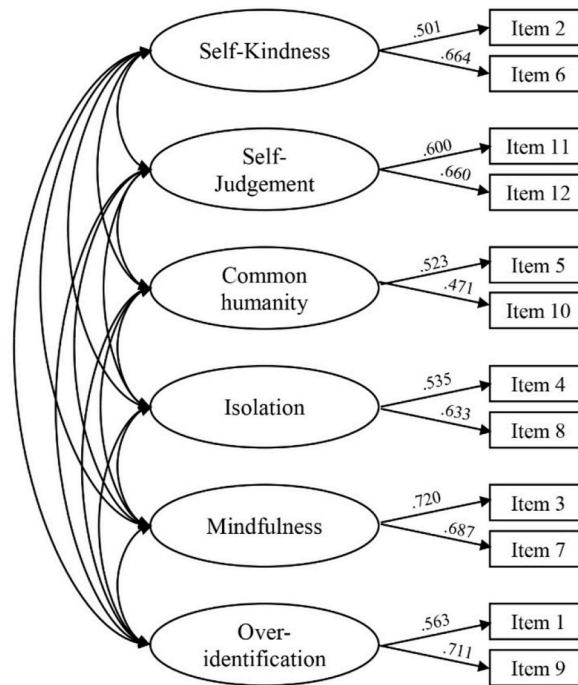 .501
Item 2
Self-Kindness
.664
Item 6
.600
Item 11
Self-
Judgement
.660
Item 12
.523
Item 5
Common
humanity
.471
Item 10
.535
Item 4
Isolation
.633
Item 8
.720
Item 3
Mindfulness
.687
Item 7
.563
Item 1
Over-
identification
.711
Item 9